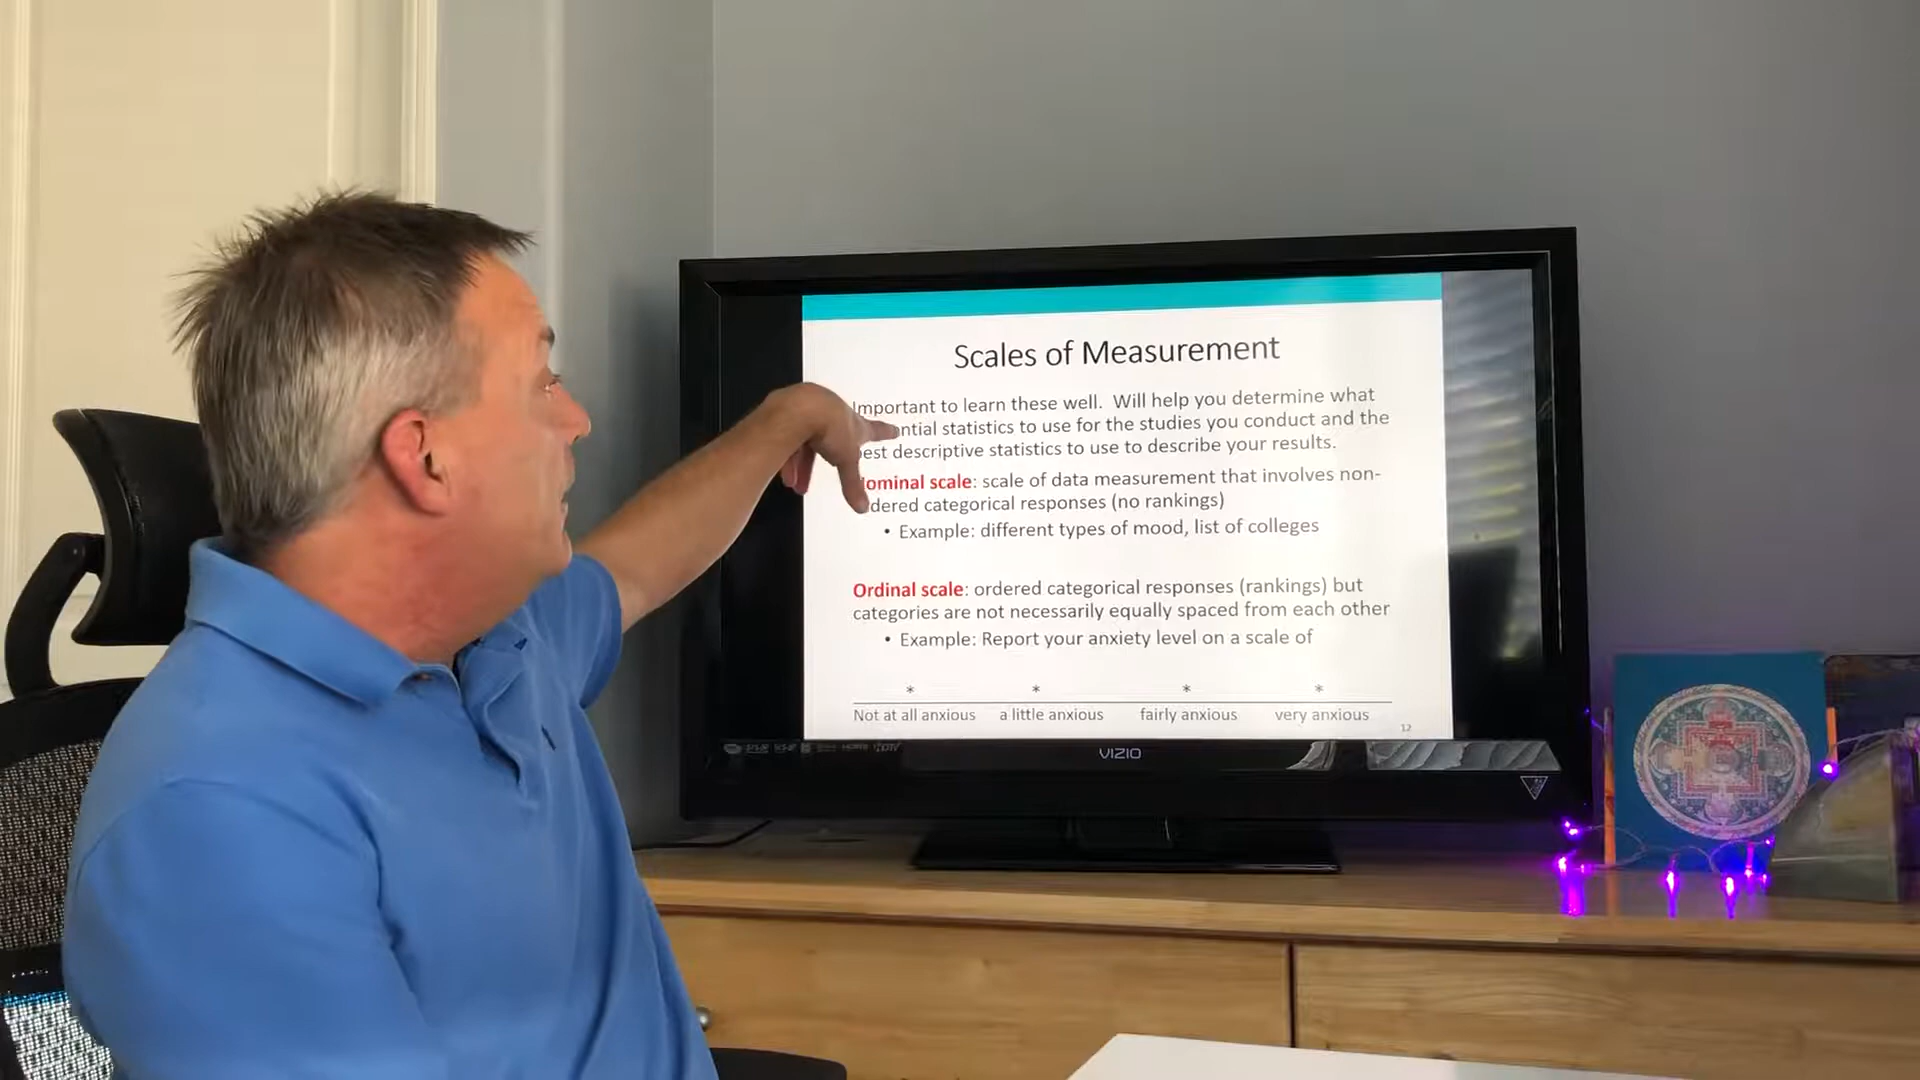 Scales of Measurement
Important to learn these well. Will help you determine what
ential statistics to use for the studies you conduct and the
best descriptive statistics to use to describe your results.
ominal scale: scale of data measurement that involves non-
dered categorical responses (no rankings)
• Example: different types of mood, list of colleges
Ordinal scale: ordered categorical responses (rankings) but
categories are not necessarily equally spaced from each other
• Example: Report your anxiety level on a scale of
* * * *
Not at all anxious a little anxious fairly anxious very anxious
12
VIZIO